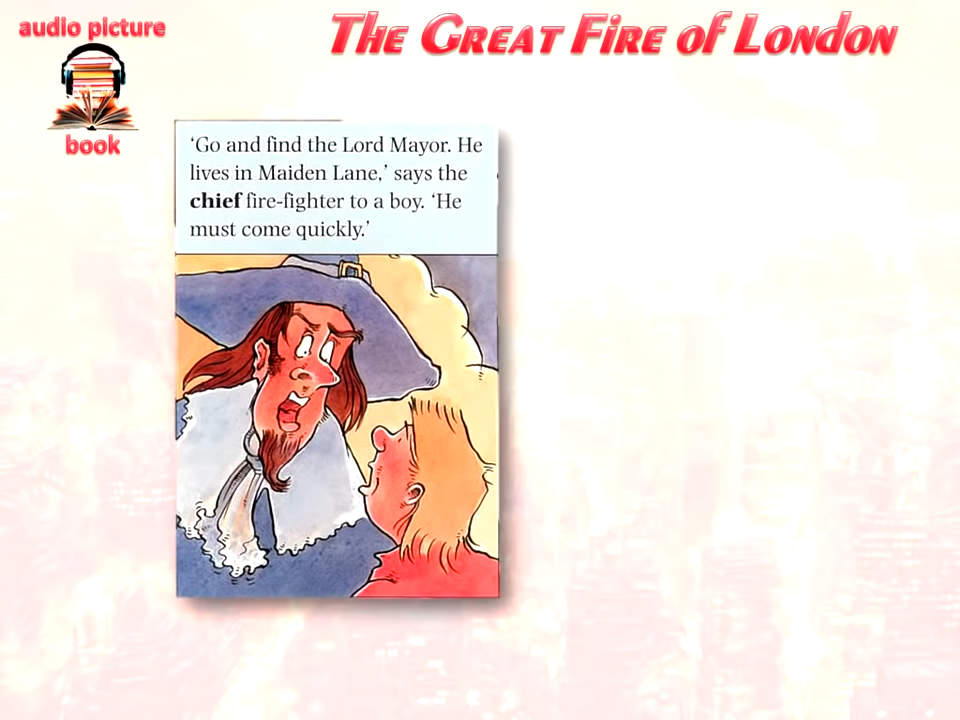 audio picture
book
The Great Fire of London
‘Go and find the Lord Mayor. He
lives in Maiden Lane,’ says the
chief fire-fighter to a boy. ‘He
must come quickly.’